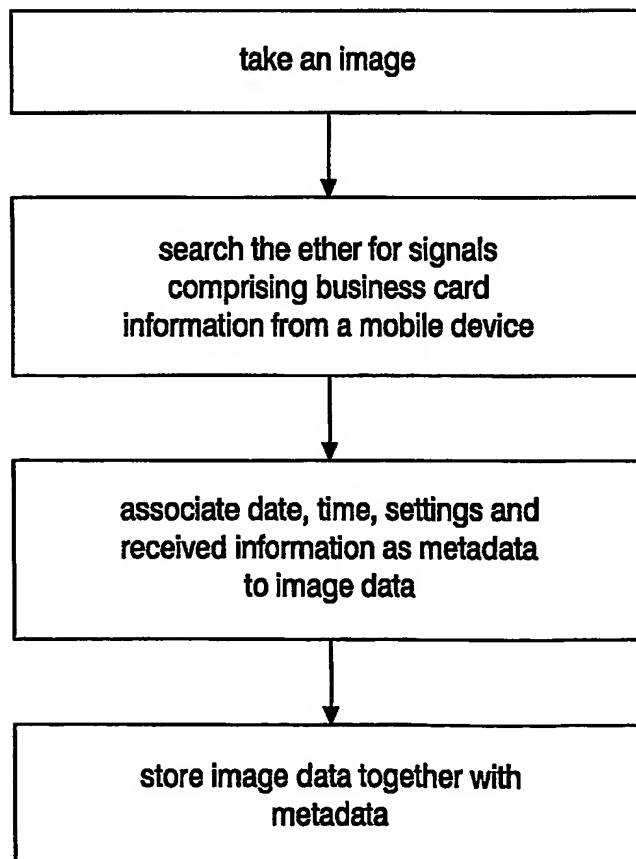 take an image
search the ether for signals
comprising business card
information from a mobile device
associate date, time, settings and
received information as metadata
to image data
store image data together with
metadata